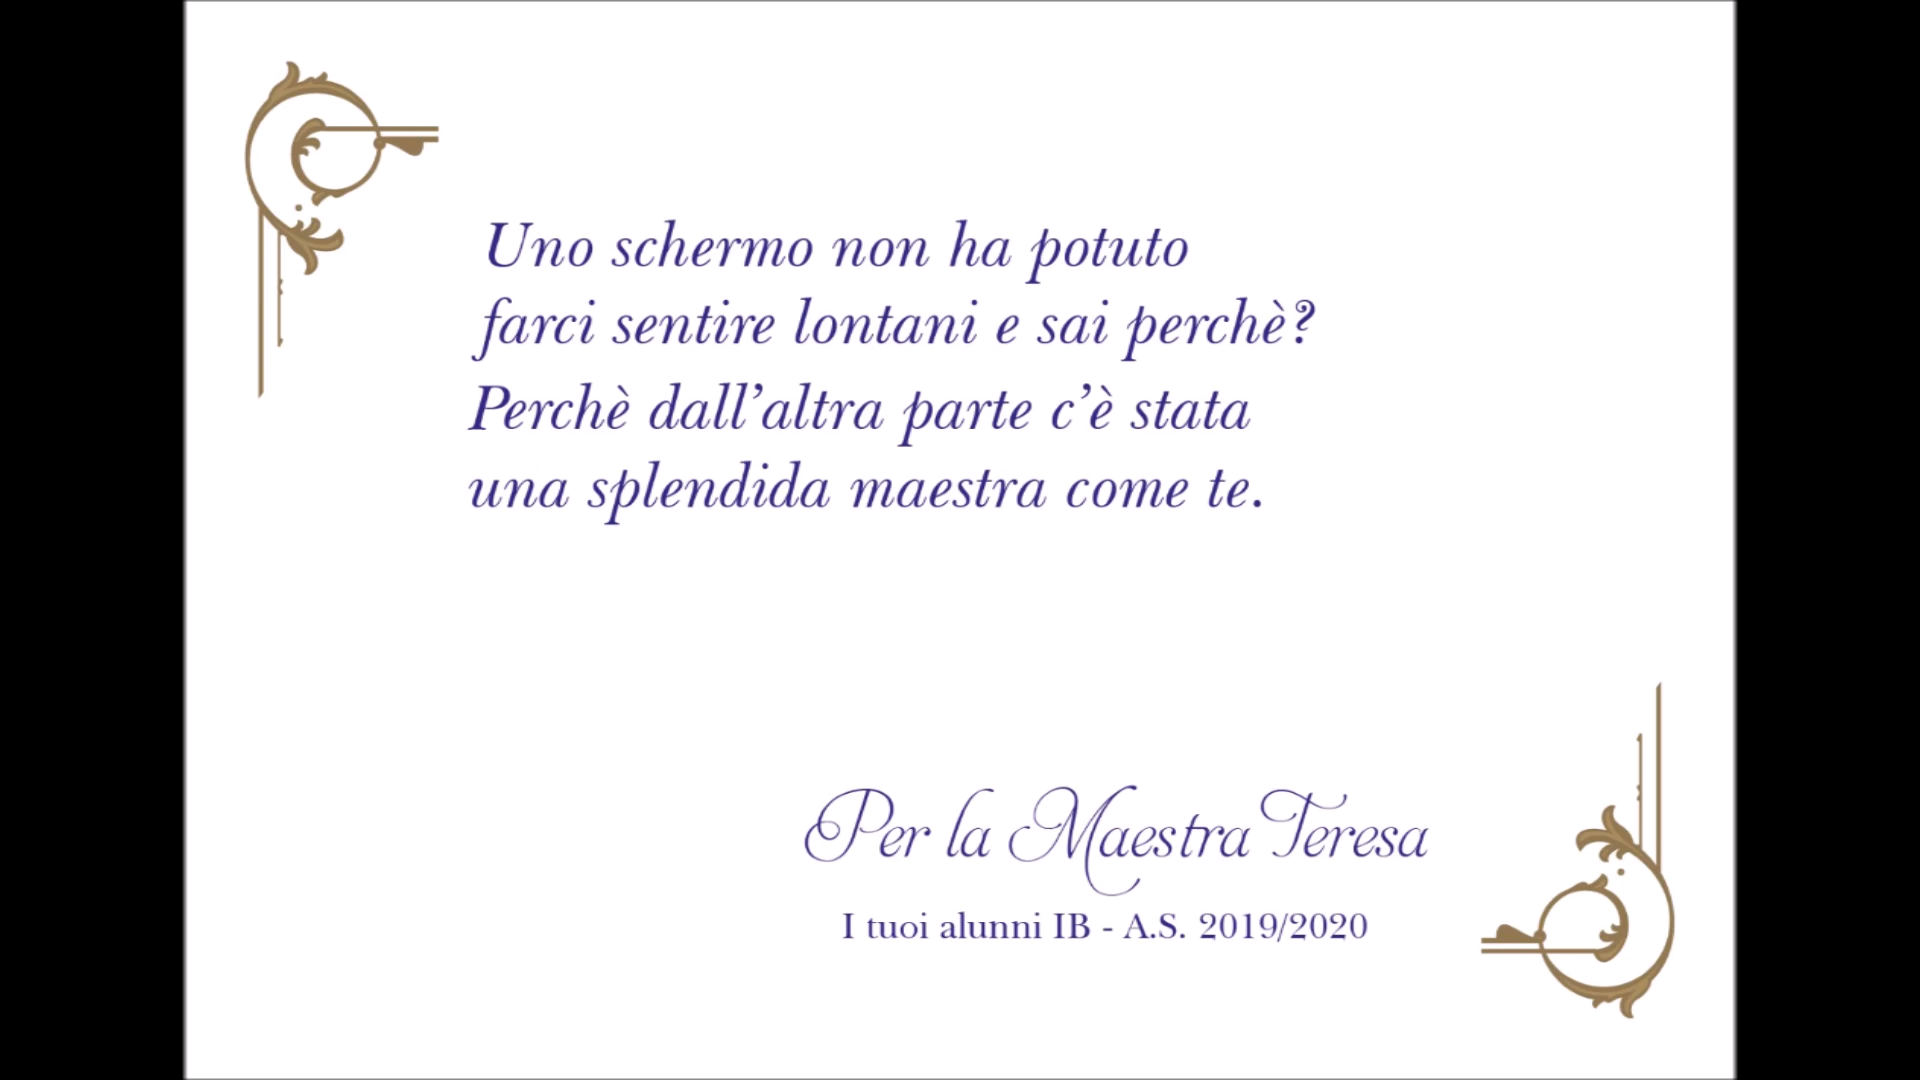 Uno schermo non ha potuto
farci sentire lontani e sai perchè?
Perchè dall’altra parte c’è stata
una splendida maestra come te.
Per la Maestra Teresa
I tuoi alunni IB - A.S. 2019/2020